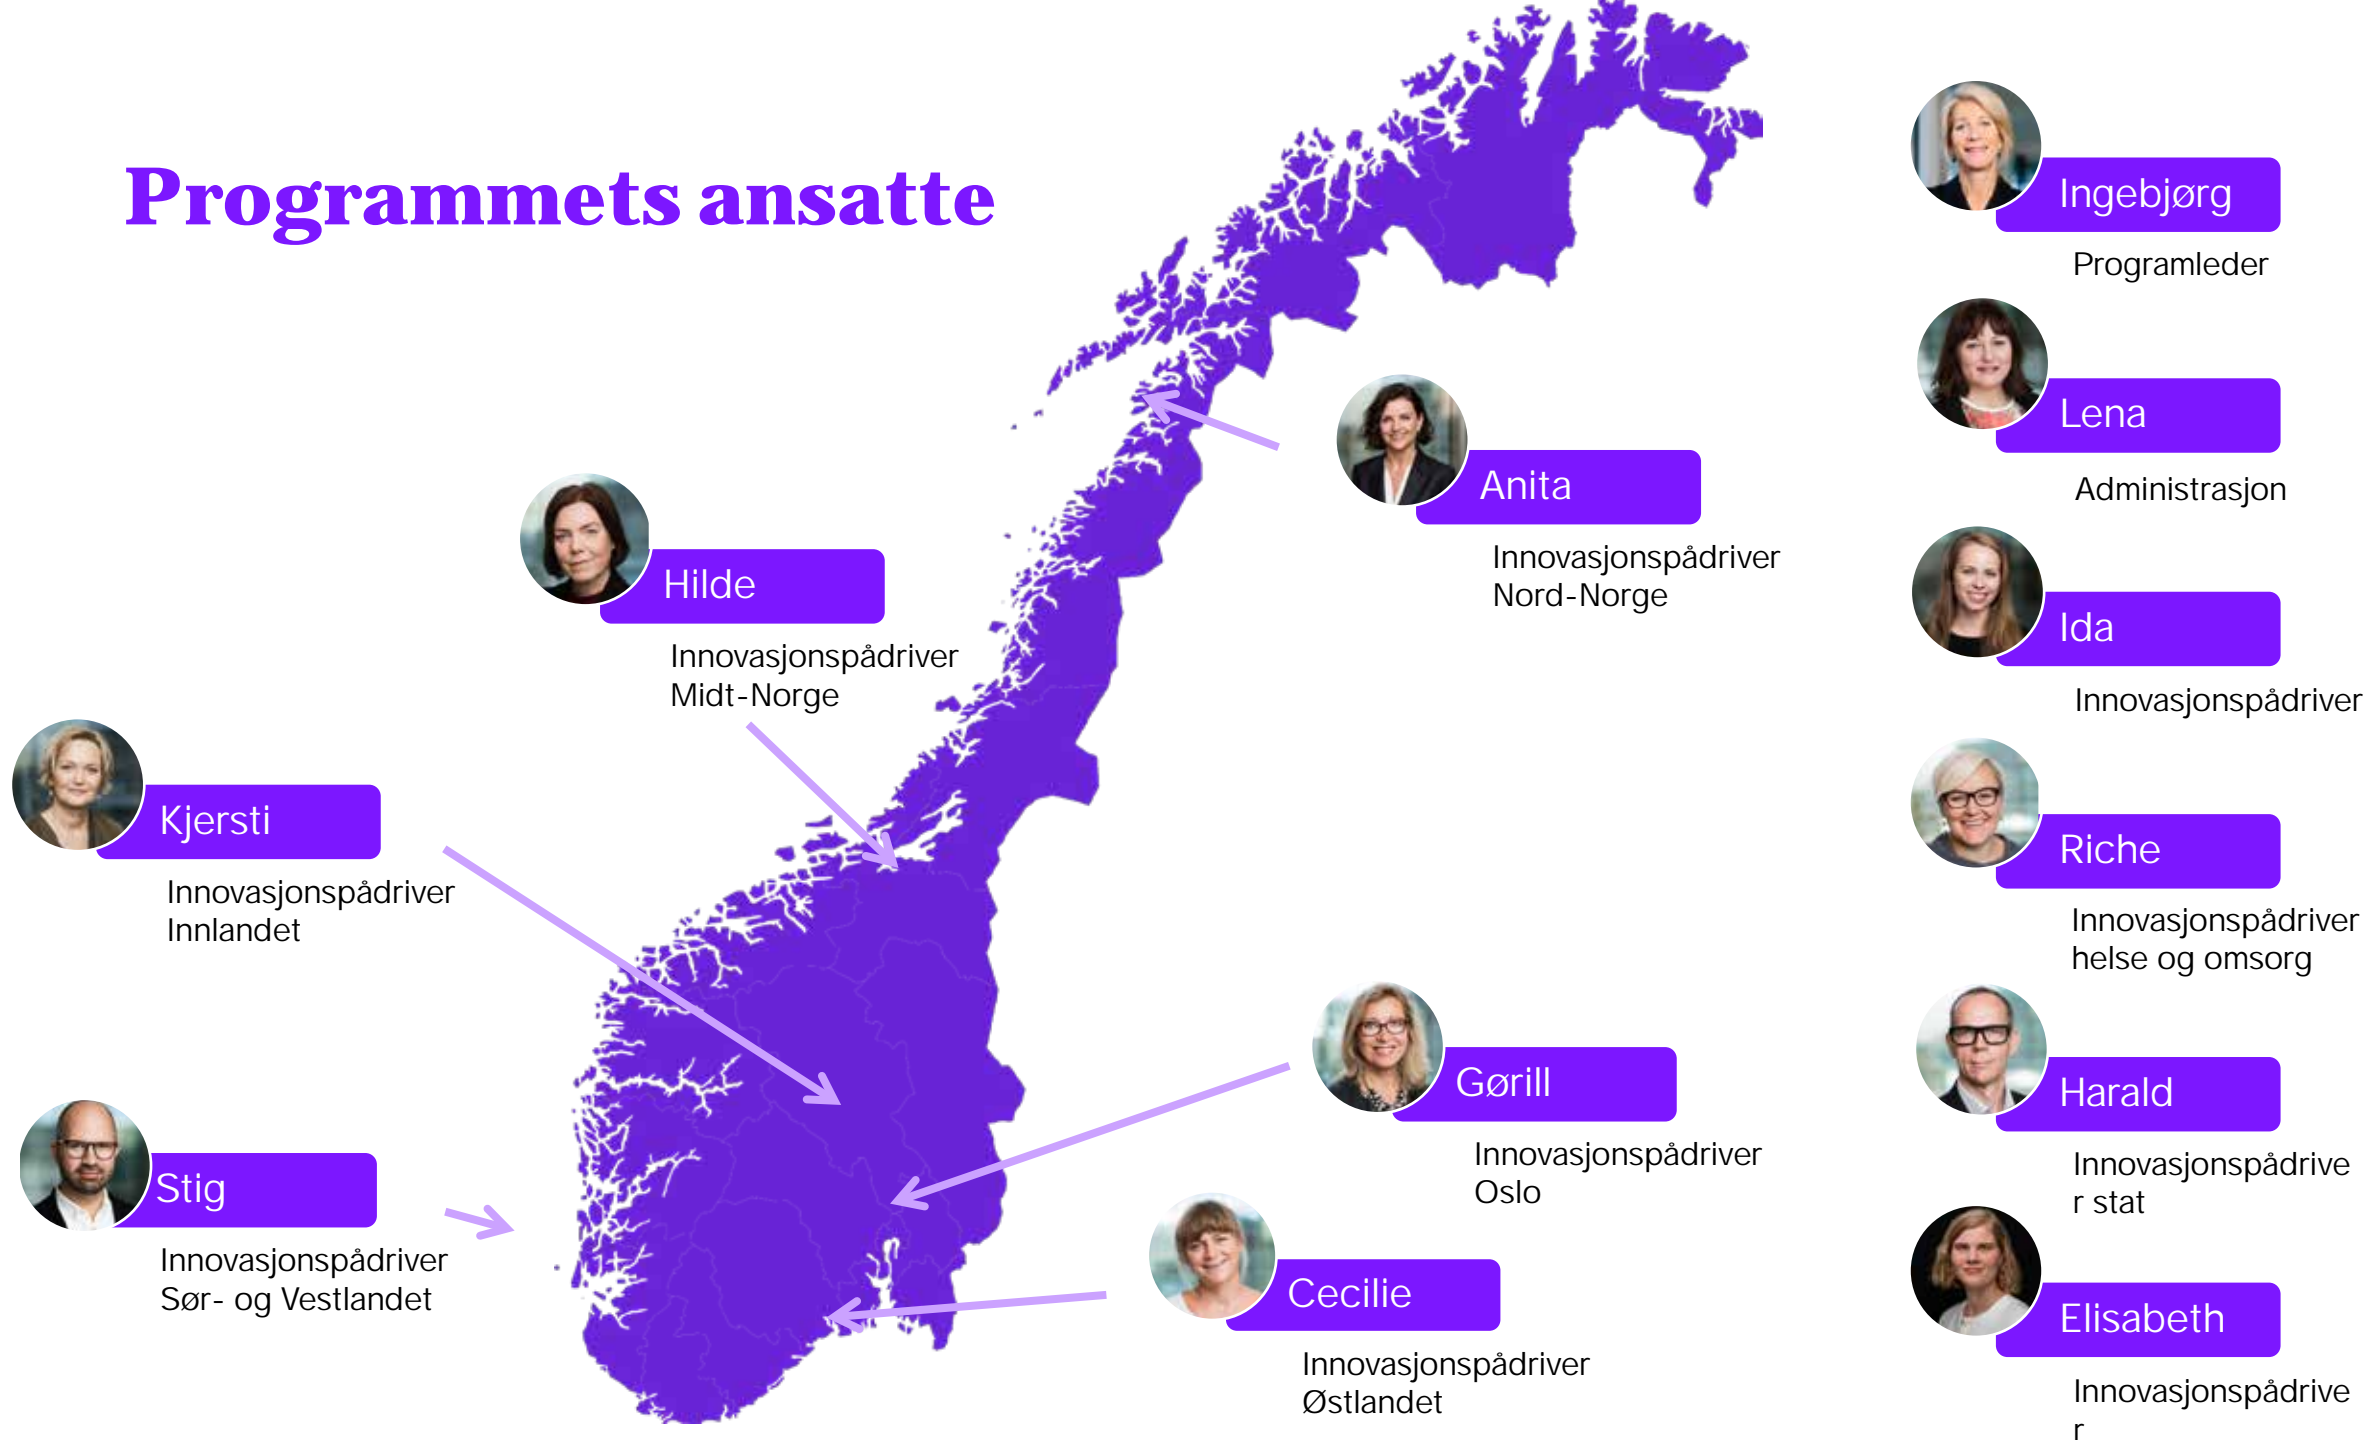 Programmets ansatte
Hilde
Innovasjonspådriver
Midt-Norge
Kjersti
Innovasjonspådriver
Innlandet
Stig
Innovasjonspådriver
Sør- og Vestlandet
Anita
Innovasjonspådriver
Nord-Norge
Gørill
Innovasjonspådriver
Oslo
Cecilie
Innovasjonspådriver
Østlandet
Ingebjørg
Programleder
Lena
Administrasjon
Ida
Innovasjonspådriver
Riche
Innovasjonspådriver
helse og omsorg
Harald
Innovasjonspådrive
r stat
Elisabeth
Innovasjonspådrive
r